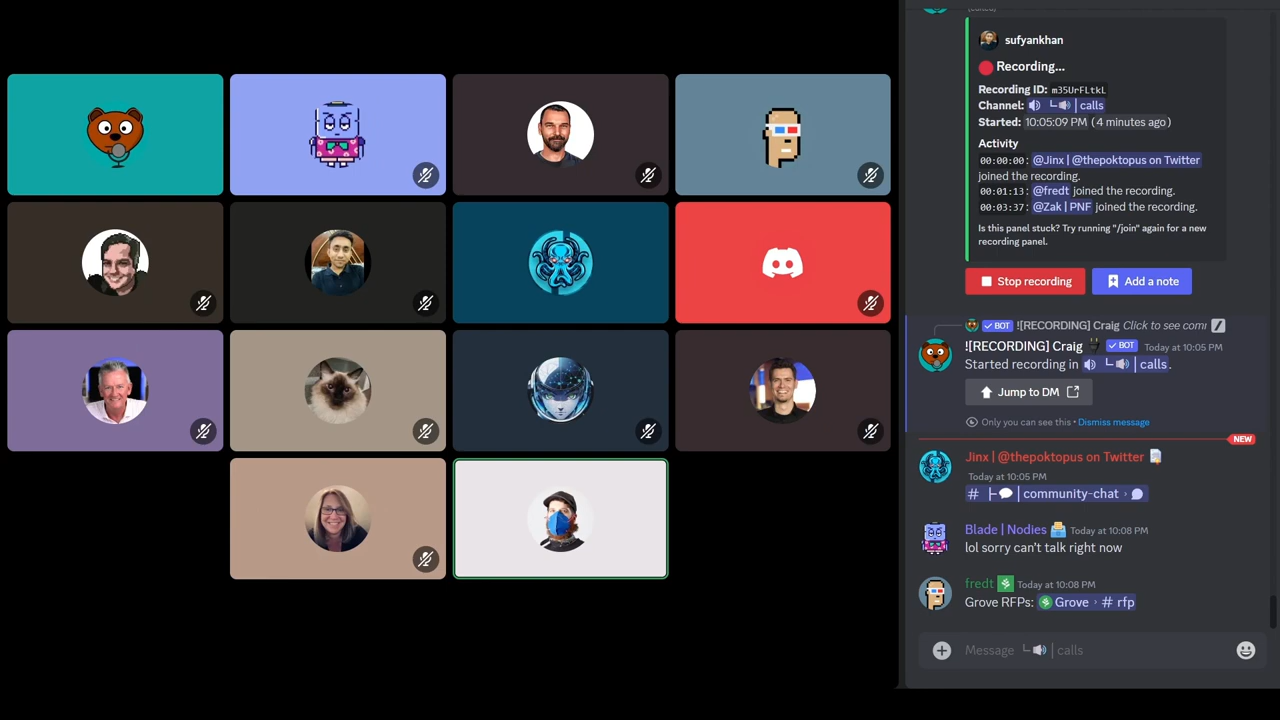 sufyankhan
Recording...
Recording ID: m35UrFLtkL
Channel: | calls
Started: 10:05:09 PM (4 minutes ago)
Activity
00:00:00: @Jinx | @thepoktopus on Twitter
joined the recording.
00:01:13: @fredt joined the recording.
00:03:37: @Zak | PNF joined the recording.
Is this panel stuck? Try running "/join" again for a new
recording panel.
Stop recording
Add a note
BOT ![RECORDING] Craig Click to see comm
![RECORDING] Craig BOT Today at 10:05 PM
Started recording in | calls.
Jump to DM
Only you can see this • Dismiss message
NEW
Jinx | @thepoktopus on Twitter
Today at 10:05 PM
# | community-chat ›
Blade | Nodies Today at 10:08 PM
lol sorry can't talk right now
fredt Today at 10:08 PM
Grove RFPs: Grove › # rfp
Message | calls